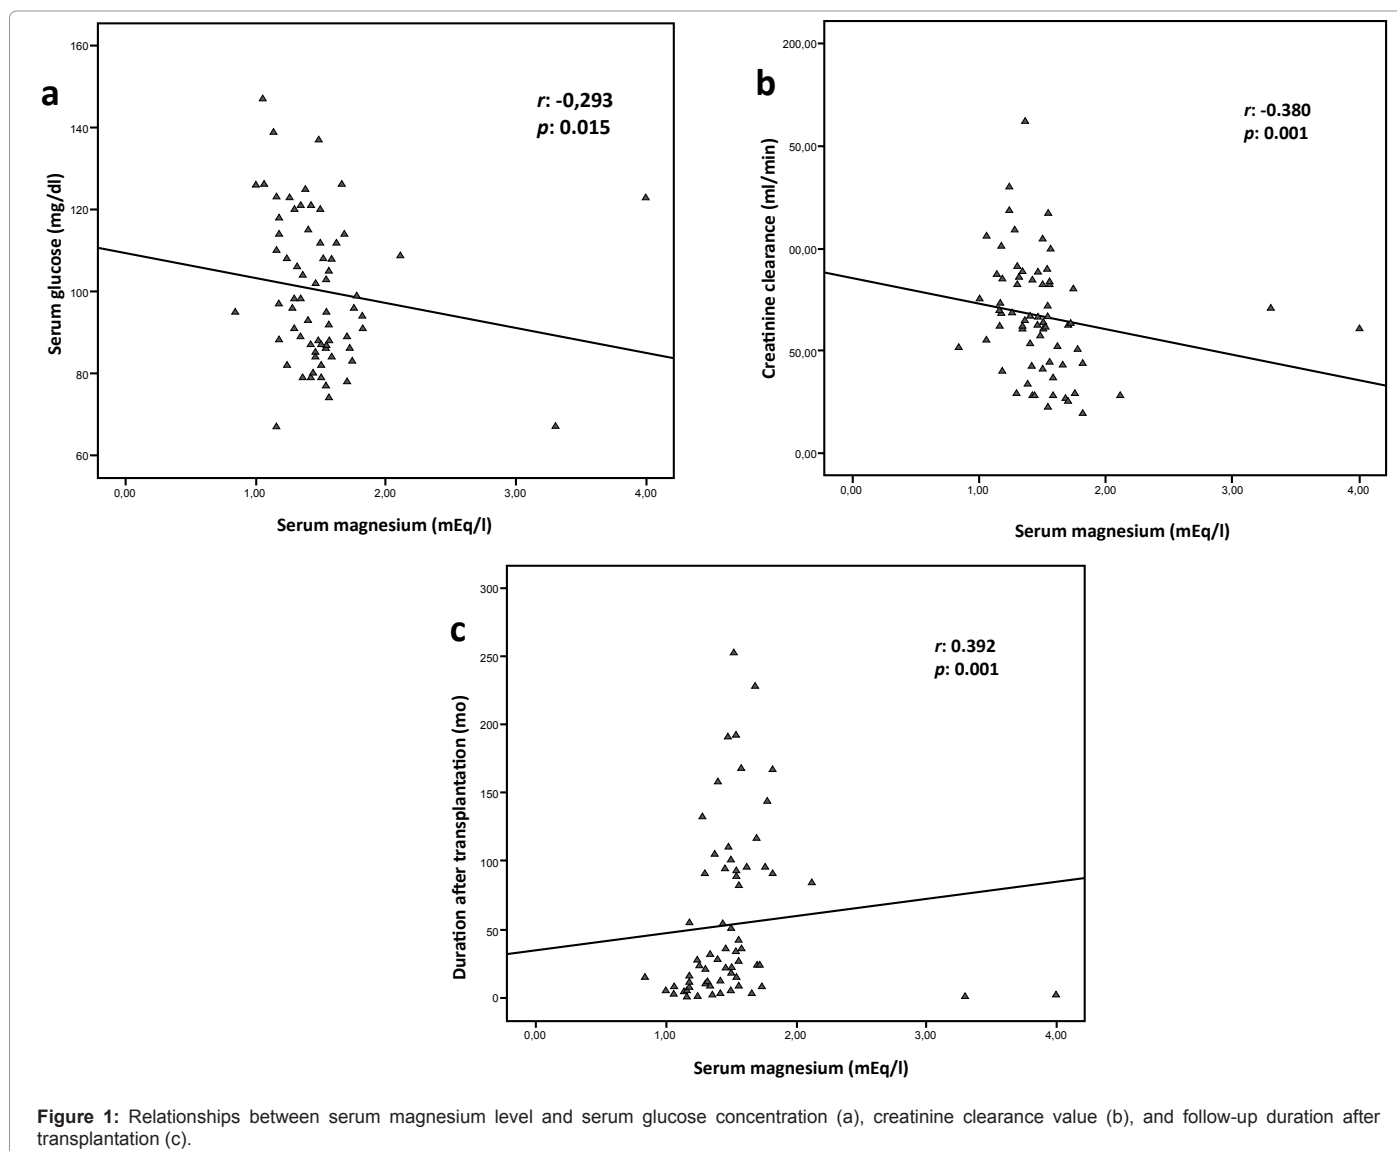 a
r: -0,293
p: 0.015
Serum glucose (mg/dl)
160
140
120
100
80
60
0,00 1,00 2,00 3,00 4,00
Serum magnesium (mEq/l)
b
r: -0.380
p: 0.001
Creatinine clearance (ml/min)
200,00
50,00
00,00
50,00
0,00
0,00 1,00 2,00 3,00 4,00
Serum magnesium (mEq/l)
c
r: 0.392
p: 0.001
Duration after transplantation (mo)
300
250
200
150
100
50
0
0,00 1,00 2,00 3,00 4,00
Serum magnesium (mEq/l)
Figure 1: Relationships between serum magnesium level and serum glucose concentration (a), creatinine clearance value (b), and follow-up duration after
transplantation (c).